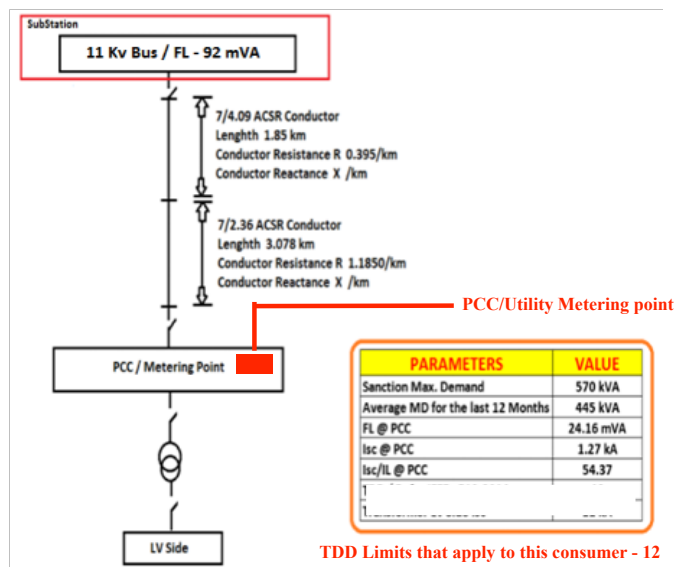 SubStation
11 Kv Bus / FL - 92 mVA
7/4.09 ACSR Conductor
Lenghth 1.85 km
Conductor Resistance R 0.395/km
Conductor Reactance X /km
7/2.36 ACSR Conductor
Lenghth 3.078 km
Conductor Resistance R 1.1850/km
Conductor Reactance X /km
PCC/Utility Metering point
PCC / Metering Point
PARAMETERS VALUE
Sanction Max. Demand 570 kVA
Average MD for the last 12 Months 445 kVA
FL @ PCC 24.16 mVA
Isc @ PCC 1.27 kA
Isc/IL @ PCC 54.37
LV Side
TDD Limits that apply to this consumer - 12